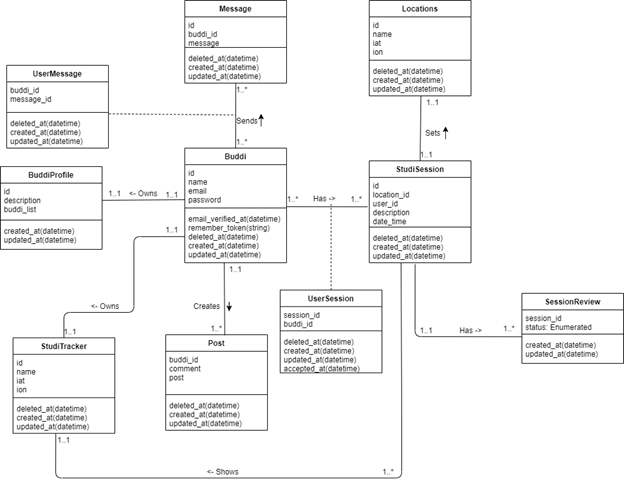 Message
id
buddi_id
message
deleted_at(datetime)
created_at(datetime)
updated_at(datetime)
Locations
id
name
iat
ion
deleted_at(datetime)
created_at(datetime)
updated_at(datetime)
UserMessage
buddi_id
message_id
deleted_at(datetime)
created_at(datetime)
updated_at(datetime)
1..*
Sends
1..*
1..1
Sets
1..1
BuddiProfile
id
description
buddi_list
created_at(datetime)
updated_at(datetime)
1..1
<- Owns
1..1
Buddi
id
name
email
password
email_verified_at(datetime)
remember_token(string)
deleted_at(datetime)
created_at(datetime)
updated_at(datetime)
1..*
Has ->
1..*
StudiSession
id
location_id
user_id
description
date_time
deleted_at(datetime)
created_at(datetime)
updated_at(datetime)
1..1
<- Owns
1..1
1..1
Creates
1..*
UserSession
session_id
buddi_id
deleted_at(datetime)
created_at(datetime)
updated_at(datetime)
accepted_at(datetime)
1..1
Has ->
1..*
SessionReview
session_id
status: Enumerated
created_at(datetime)
updated_at(datetime)
StudiTracker
id
name
iat
ion
deleted_at(datetime)
created_at(datetime)
updated_at(datetime)
Post
buddi_id
comment
post
deleted_at(datetime)
created_at(datetime)
updated_at(datetime)
1..1
<- Shows
1..*